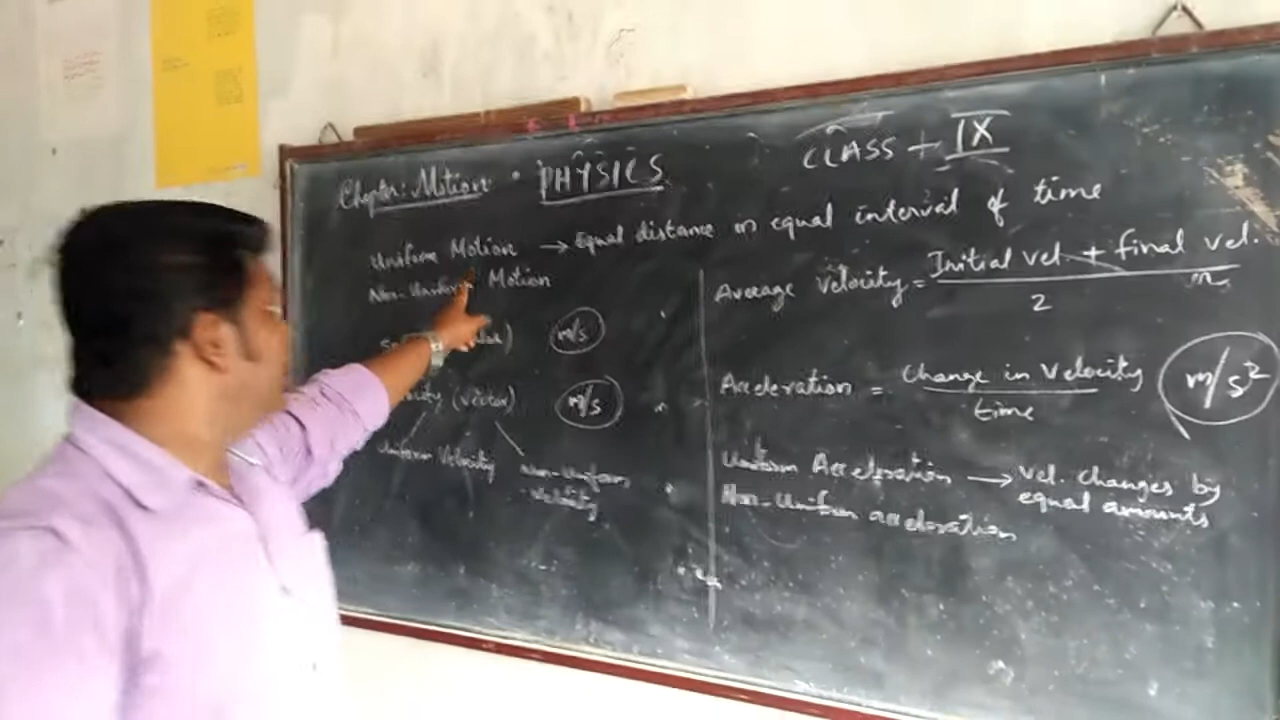 Chapter: Motion • PHYSICS
CLASS + IX
Uniform Motion → Equal distance in equal interval of time
Non-Uniform Motion
m/s
(Vector) m/s
Uniform Velocity
Non-Uniform
Velocity
Average Velocity = Initial vel. + final vel.
2
Acceleration = Change in Velocity
time
m/s²
Uniform Acceleration → Vel. changes by
equal amounts
Non-Uniform acceleration